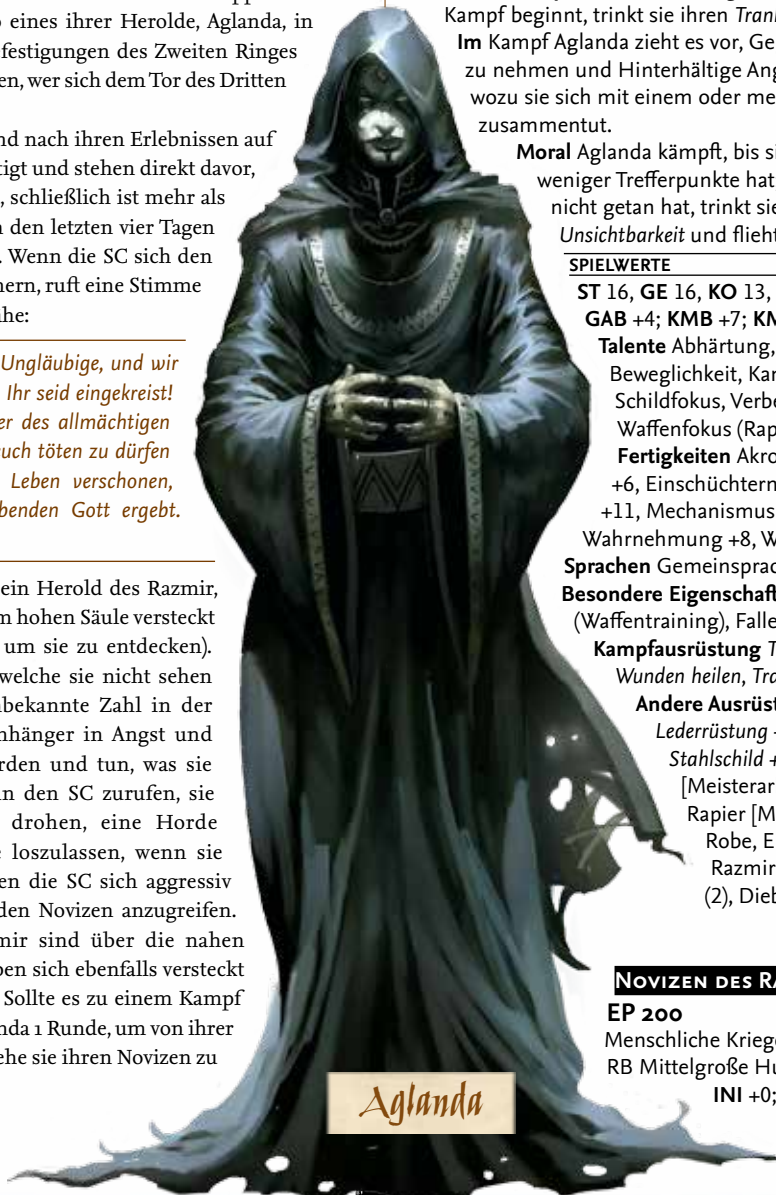 eines ihrer Herolde, Aglanda, in
festigungen des Zweiten Ringes
en, wer sich dem Tor des Dritten
nd nach ihren Erlebnissen auf
tigt und stehen direkt davor,
, schließlich ist mehr als
n den letzten vier Tagen
. Wenn die SC sich den
nern, ruft eine Stimme
ähe:
Ungläubige, und wir
Ihr seid eingekreist!
er des allmächtigen
uch töten zu dürfen
Leben verschonen,
benden Gott ergebt.
ein Herold des Razmir,
m hohen Säule versteckt
um sie zu entdecken).
welche sie nicht sehen
nbekannte Zahl in der
nhänger in Angst und
rden und tun, was sie
nn den SC zurufen, sie
drohen, eine Horde
e loszulassen, wenn sie
en die SC sich aggressiv
den Novizen anzugreifen.
mir sind über die nahen
ben sich ebenfalls versteckt
Sollte es zu einem Kampf
nda 1 Runde, um von ihrer
ehe sie ihren Novizen zu
Kampf beginnt, trinkt sie ihren Trank
Im Kampf Aglanda zieht es vor, Ge
zu nehmen und Hinterhältige Ang
wozu sie sich mit einem oder me
zusammentut.
Moral Aglanda kämpft, bis si
weniger Trefferpunkte hat
nicht getan hat, trinkt sie
Unsichtbarkeit und flieht
SPIELWERTE
ST 16, GE 16, KO 13,
GAB +4; KMB +7; KM
Talente Abhärtung,
Beweglichkeit, Kan
Schildfokus, Verbe
Waffenfokus (Rap
Fertigkeiten Akro
+6, Einschüchtern
+11, Mechanismus
Wahrnehmung +8, W
Sprachen Gemeinsprac
Besondere Eigenschaft
(Waffentraining), Falle
Kampfausrüstung T
Wunden heilen, Tra
Andere Ausrüst
Lederrüstung +
Stahlschild +
[Meisterar
Rapier [M
Robe, E
Razmir
(2), Dieb
NOVIZEN DES RA
EP 200
Menschliche Kriege
RB Mittelgroße Hu
INI +0;
Aglanda